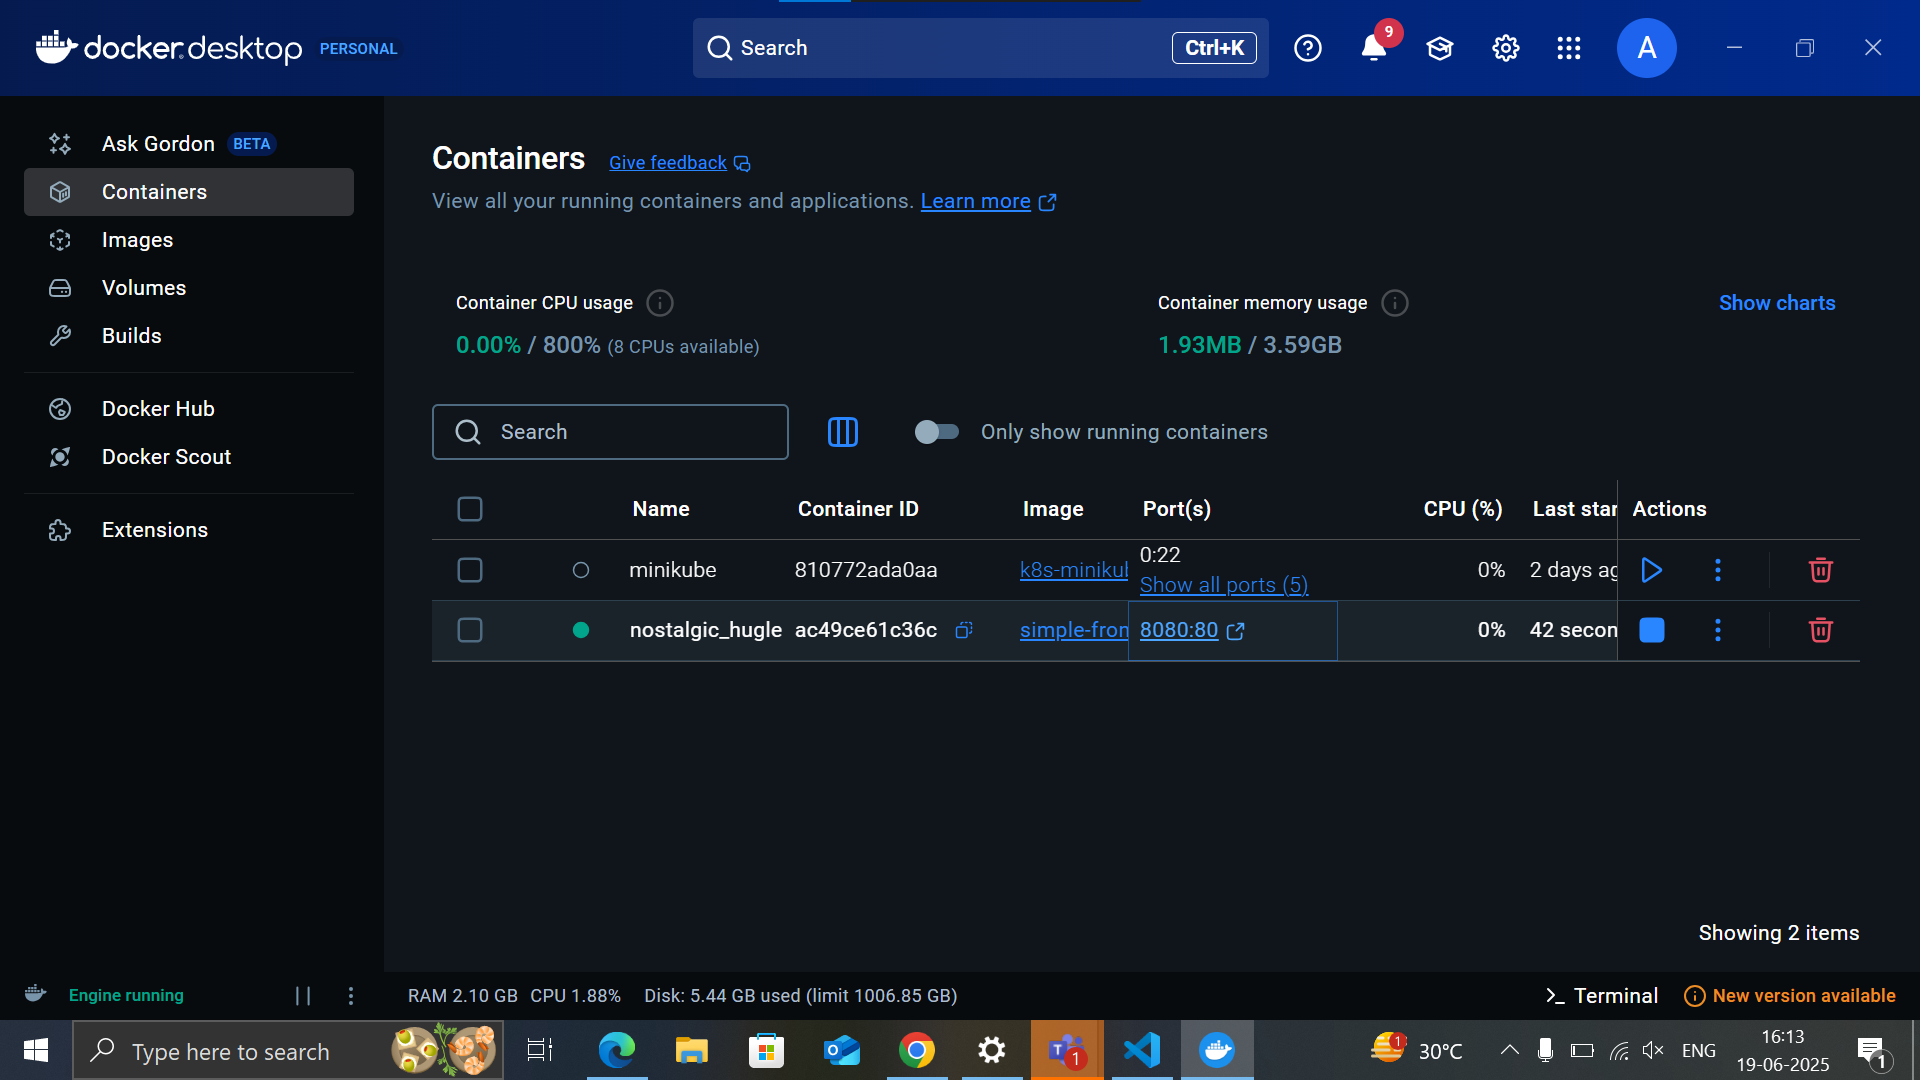 docker.desktop PERSONAL
Search Ctrl+K
9
A
Ask Gordon BETA
Containers
Images
Volumes
Builds
Docker Hub
Docker Scout
Extensions
Containers Give feedback
View all your running containers and applications. Learn more
Container CPU usage
0.00% / 800% (8 CPUs available)
Container memory usage
1.93MB / 3.59GB
Show charts
Search
Only show running containers
Name Container ID Image Port(s) CPU (%) Last star Actions
minikube 810772ada0aa k8s-minikub 0:22 0% 2 days ag
Show all ports (5)
nostalgic_hugle ac49ce61c36c simple-fron 8080:80 0% 42 secon
Showing 2 items
Engine running
RAM 2.10 GB CPU 1.88% Disk: 5.44 GB used (limit 1006.85 GB)
Terminal
New version available
Type here to search
1
1
30°C
ENG
16:13
19-06-2025
1